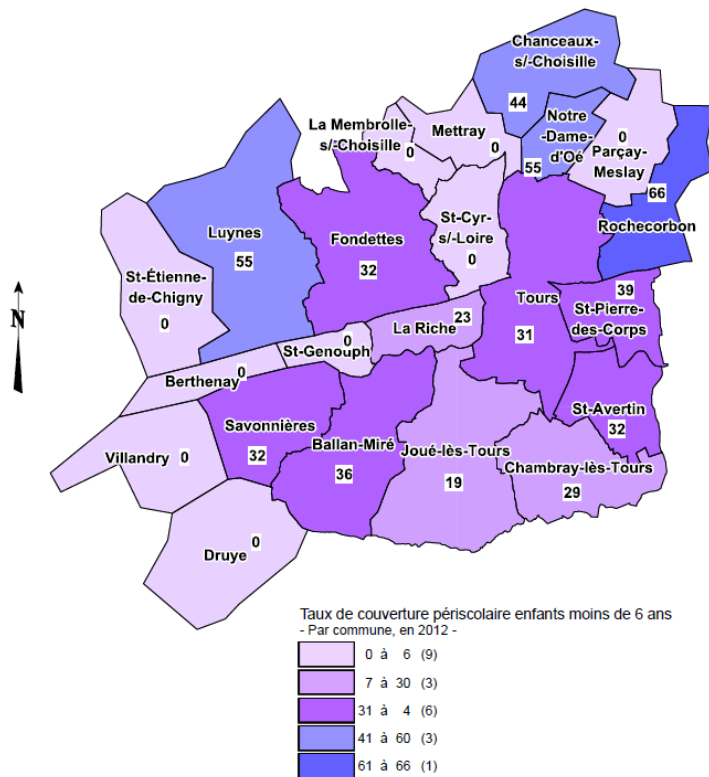 Chanceaux-
s/-Choisille
44
La Membrolle-
s/-Choisille
0
Mettray
0
Notre
-Dame-
d'Oé
55
0
Parçay-
Meslay
66
Rochecorbon
Luynes
55
Fondettes
32
St-Cyr-
s/-Loire
0
St-Étienne-
de-Chigny
0
N
39
St-Pierre-
des-Corps
Tours
31
23
La Riche
0
St-Genouph
0
Berthenay
St-Avertin
32
Savonnières
32
Ballan-Miré
36
Joué-lès-Tours
19
Chambray-lès-Tours
29
Villandry 0
Druye 0
Taux de couverture périscolaire enfants moins de 6 ans
- Par commune, en 2012 -
0 à 6 (9)
7 à 30 (3)
31 à 4 (6)
41 à 60 (3)
61 à 66 (1)